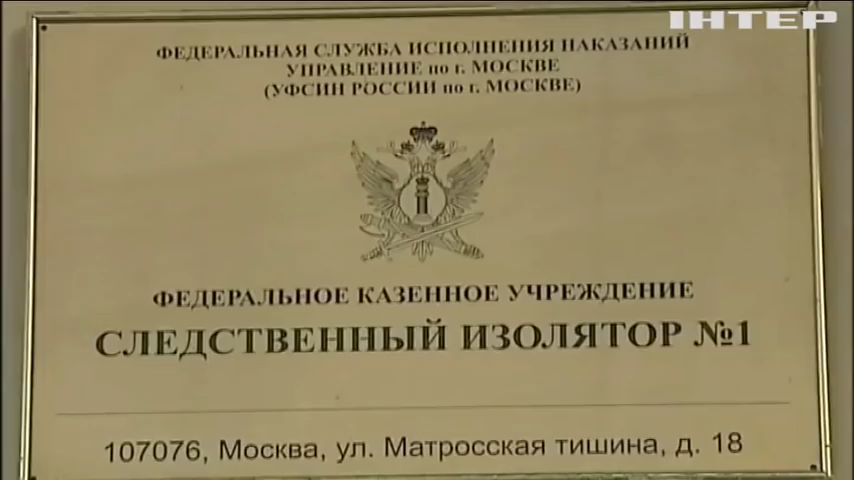 ІНТЕР
ФЕДЕРАЛЬНАЯ СЛУЖБА ИСПОЛНЕНИЯ НАКАЗАНИЙ
УПРАВЛЕНИЕ по г. МОСКВЕ
(УФСИН РОССИИ по г. МОСКВЕ)
ФЕДЕРАЛЬНОЕ КАЗЕННОЕ УЧРЕЖДЕНИЕ
СЛЕДСТВЕННЫЙ ИЗОЛЯТОР №1
107076, Москва, ул. Матросская тишина, д. 18